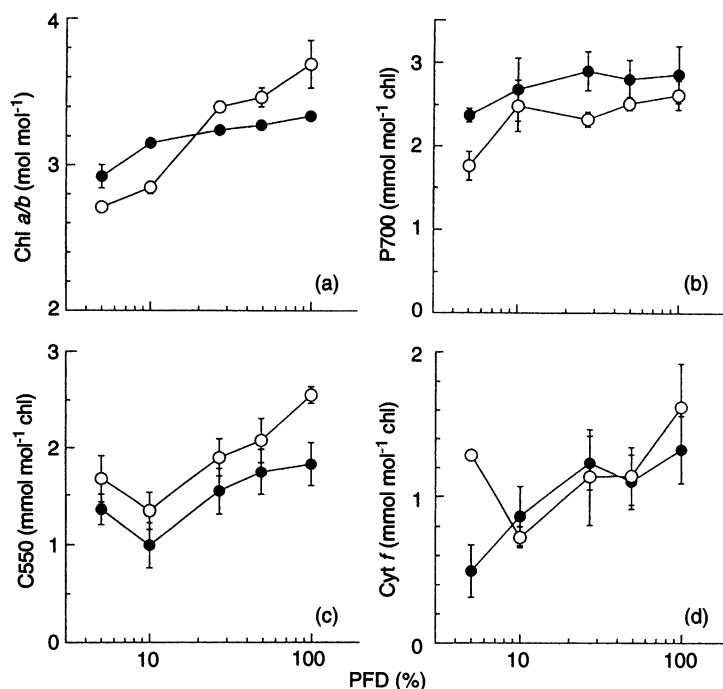 4
3
2
Chl a/b (mol mol⁻¹)
(a)
3
2
1
0
P700 (mmol mol⁻¹ chl)
(b)
3
2
1
0
C550 (mmol mol⁻¹ chl)
(c)
10
100
2
1
0
Cyt f (mmol mol⁻¹ chl)
(d)
10
100
PFD (%)